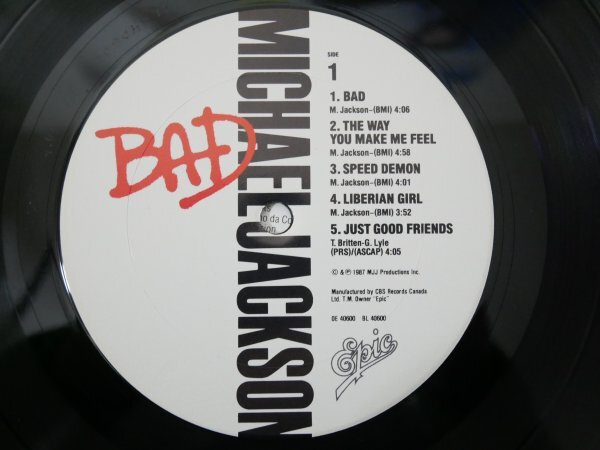 BAD
MICHAEL JACKSON
SIDE
1
1. BAD
M. Jackson-(BMI) 4:06
2. THE WAY
YOU MAKE ME FEEL
M. Jackson-(BMI) 4:58
3. SPEED DEMON
M. Jackson-(BMI) 4:01
4. LIBERIAN GIRL
M. Jackson-(BMI) 3:52
5. JUST GOOD FRIENDS
T. Britten-G. Lyle
(PRS)/(ASCAP) 4:05
© & ℗ 1987 MJJ Productions Inc.
Manufactured by CBS Records Canada
Ltd. T.M. Owner "Epic"
OE 40600 BL 40600
Epic